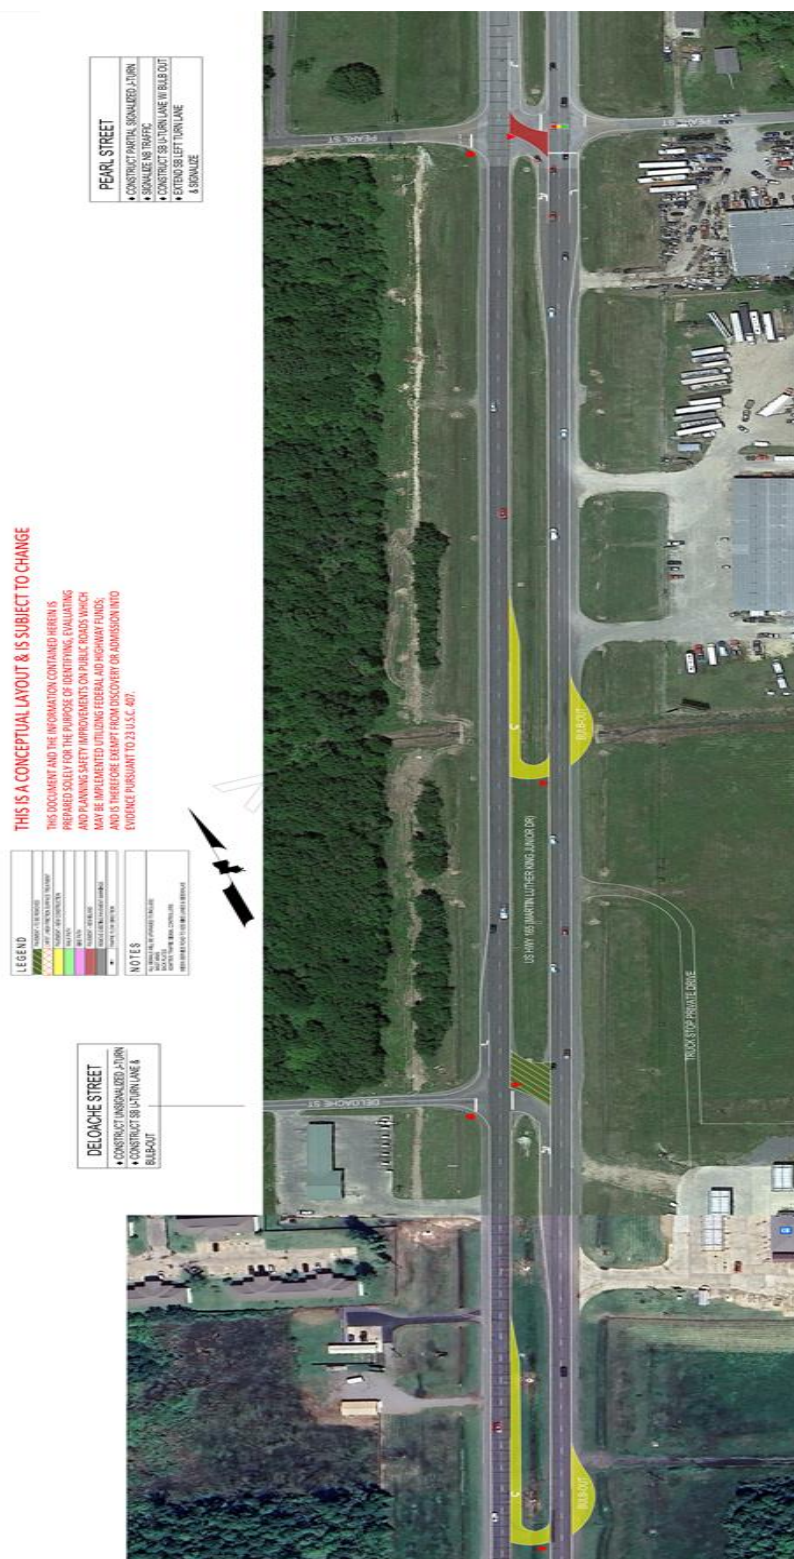 PEARL STREET
♦ CONSTRUCT PARTIAL SIGNALIZED J-TURN
♦ SIGNALIZE NB TRAFFIC
♦ CONSTRUCT SB U-TURN LANE W/ BULB OUT
♦ EXTEND SB LEFT TURN LANE
& SIGNALIZE
PEARL ST
PEARL ST
THIS IS A CONCEPTUAL LAYOUT & IS SUBJECT TO CHANGE
THIS DOCUMENT AND THE INFORMATION CONTAINED HEREIN IS
PREPARED SOLELY FOR THE PURPOSE OF IDENTIFYING, EVALUATING
AND PLANNING SAFETY IMPROVEMENTS ON PUBLIC ROADS WHICH
MAY BE IMPLEMENTED UTILIZING FEDERAL AID HIGHWAY FUNDS;
AND IS THEREFORE EXEMPT FROM DISCOVERY OR ADMISSION INTO
EVIDENCE PURSUANT TO 23 U.S.C. 407.
LEGEND
NOTES
BULB-OUT
US HWY 165 (MARTIN LUTHER KING JUNIOR DR)
TRUCK STOP PRIVATE DRIVE
DELOACHE STREET
♦ CONSTRUCT UNSIGNALIZED J-TURN
♦ CONSTRUCT SB U-TURN LANE &
BULB-OUT
DELOACHE ST
BULB-OUT